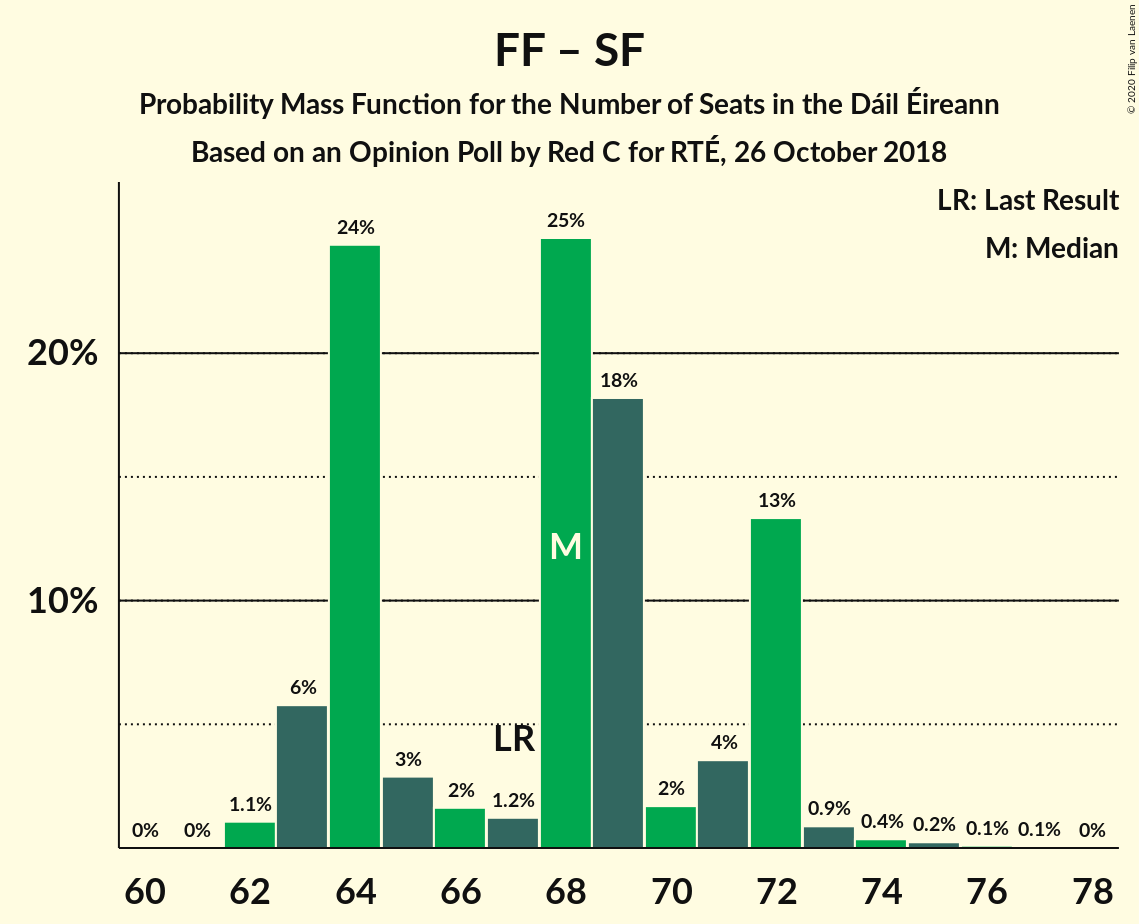 FF – SF
Probability Mass Function for the Number of Seats in the Dáil Éireann
Based on an Opinion Poll by Red C for RTÉ, 26 October 2018
© 2020 Filip van Laenen
LR: Last Result
M: Median
20%
10%
0%
0%
1.1%
6%
24%
3%
2%
1.2%
LR
25%
M
18%
2%
4%
13%
0.9%
0.4%
0.2%
0.1%
0.1%
0%
60 62 64 66 68 70 72 74 76 78